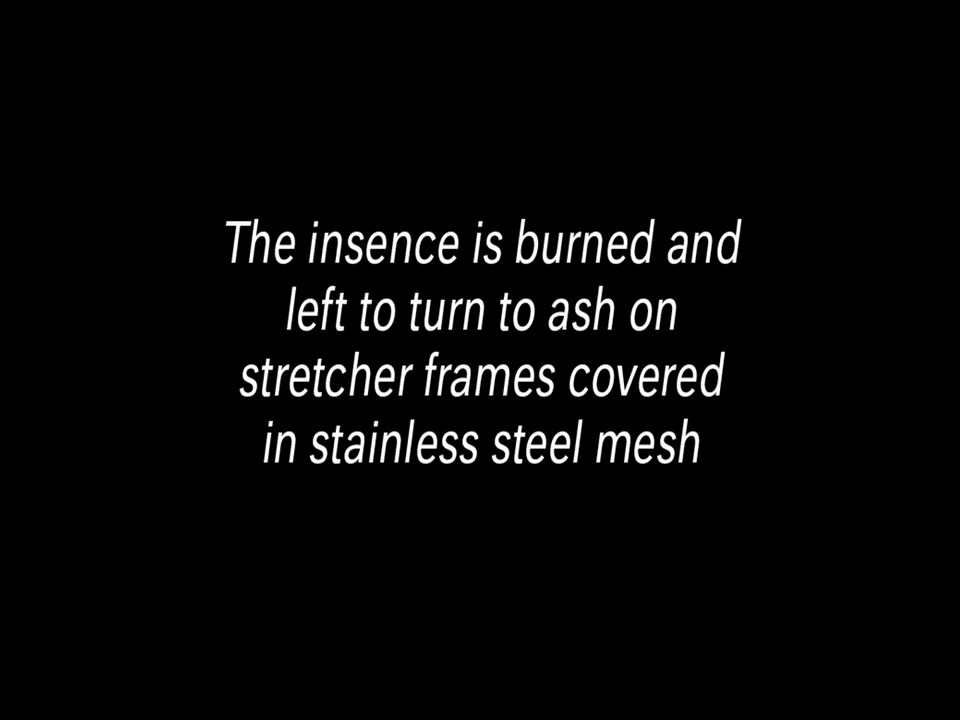 The insence is burned and
left to turn to ash on
stretcher frames covered
in stainless steel mesh